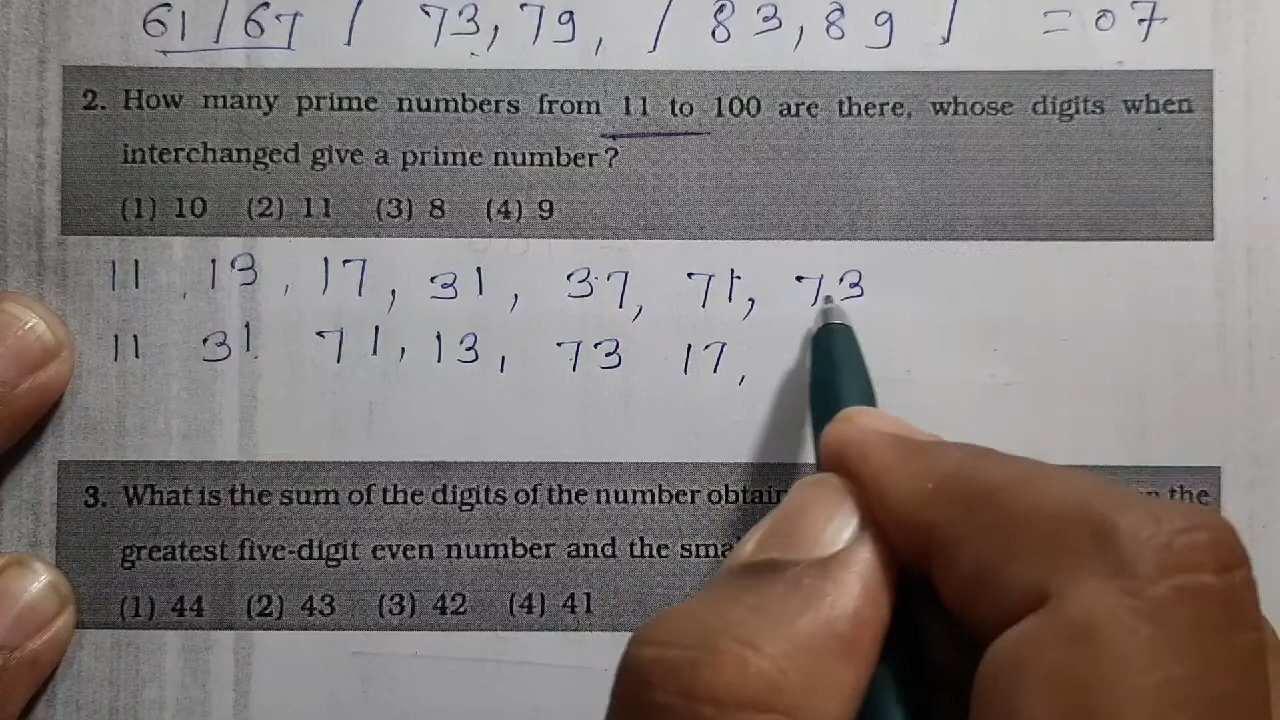 61 / 67 / 73, 79, / 83, 89 / = 07
2. How many prime numbers from 11 to 100 are there, whose digits when
interchanged give a prime number?
(1) 10 (2) 11 (3) 8 (4) 9
11, 13, 17, 31, 37, 71, 73
11 31 71, 13, 73 17,
3. What is the sum of the digits of the number the
greatest five-digit even number and the
(1) 44 (2) 43 (3) 42 (4) 41